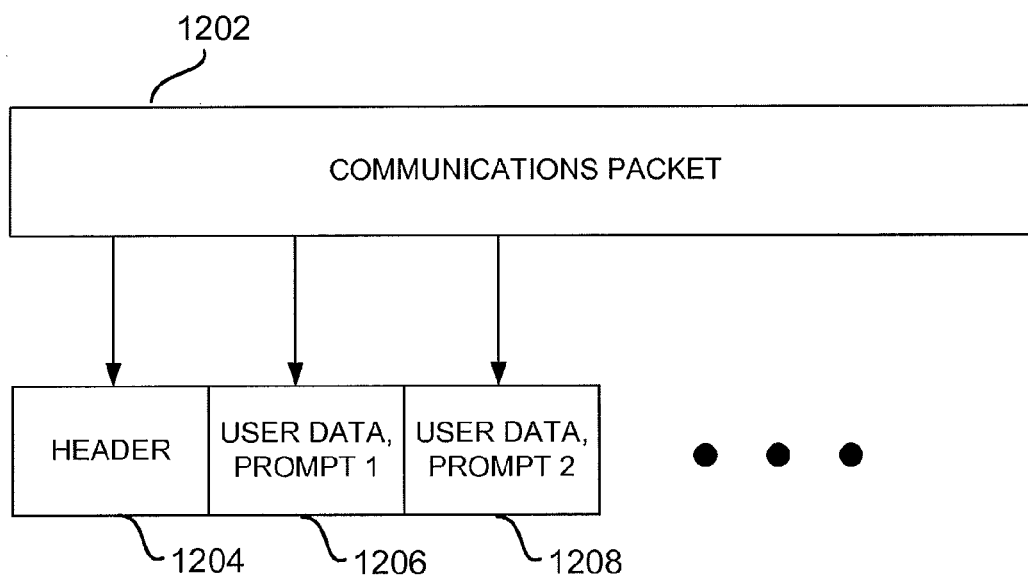 1202
COMMUNICATIONS PACKET
HEADER
USER DATA,
PROMPT 1
USER DATA,
PROMPT 2
1204
1206
1208